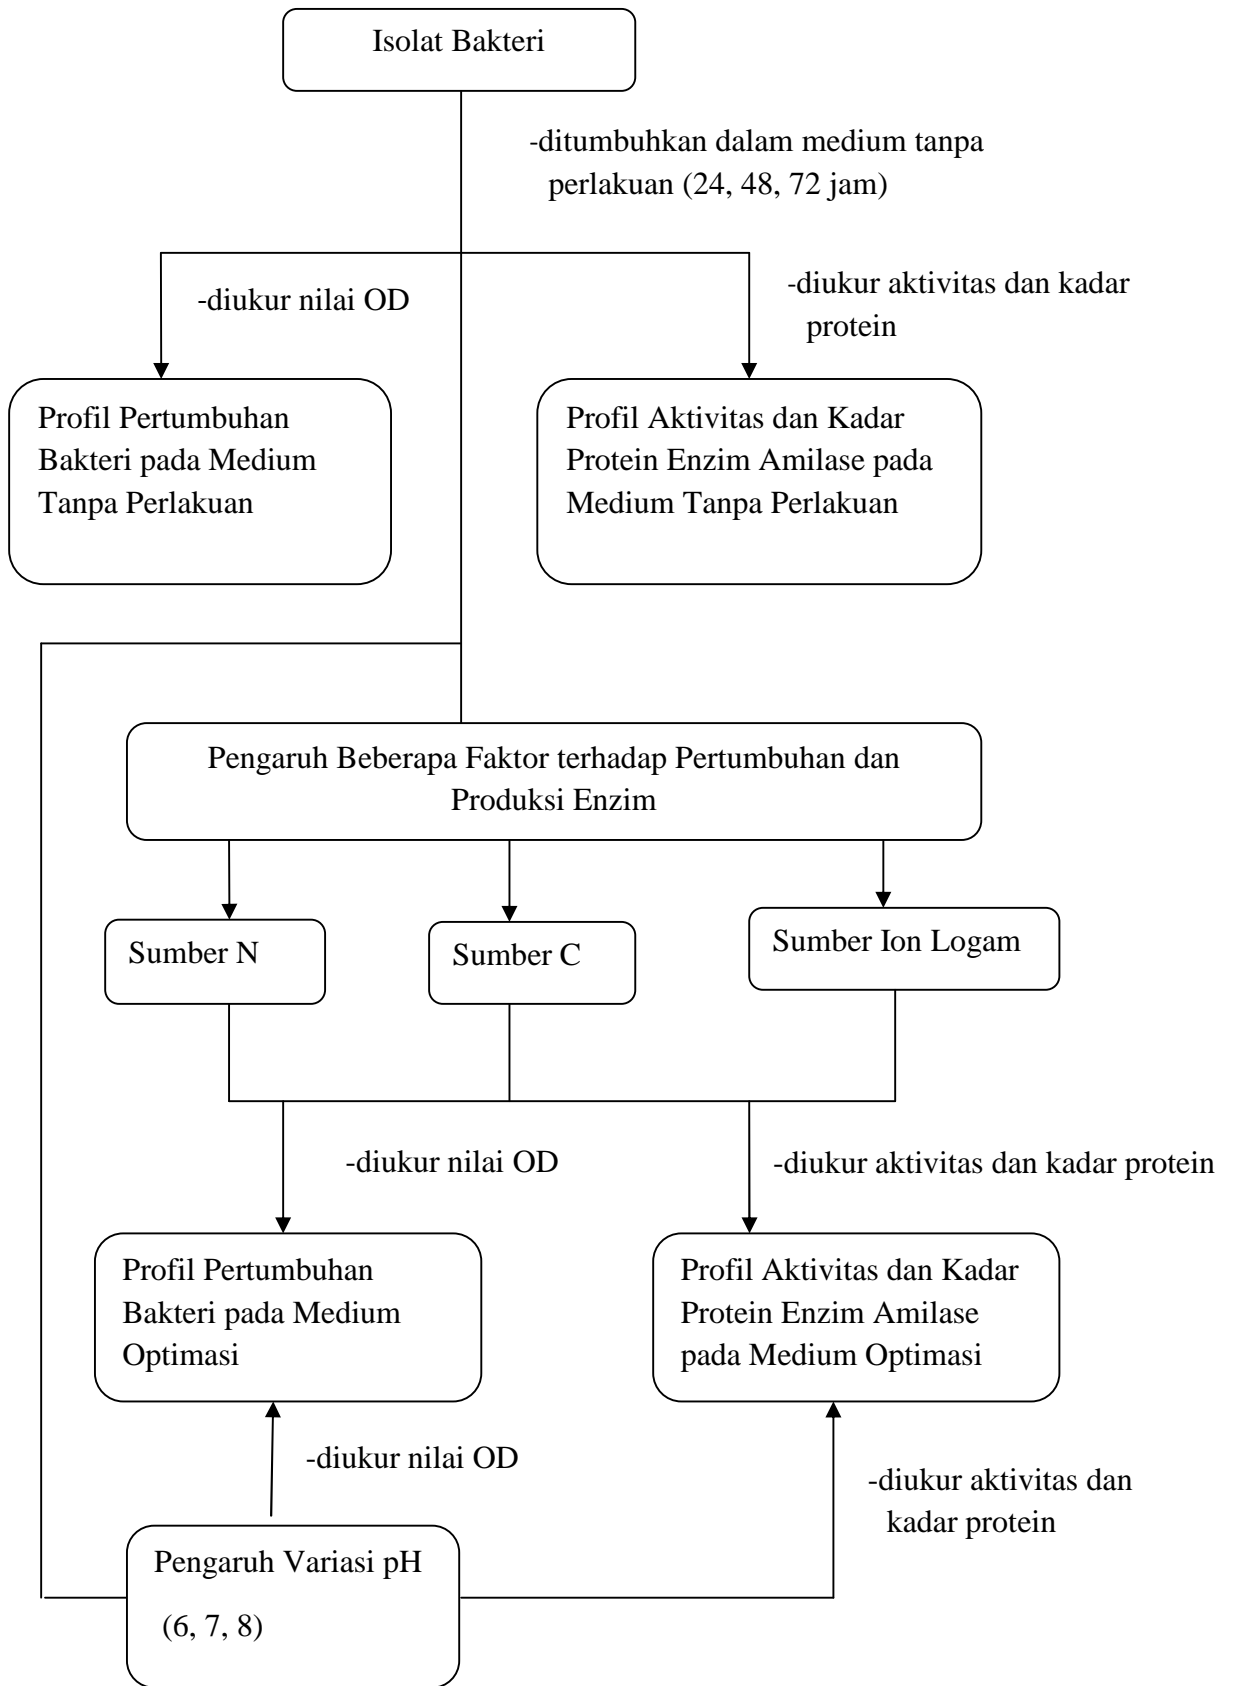 Isolat Bakteri
-ditumbuhkan dalam medium tanpa
perlakuan (24, 48, 72 jam)
-diukur nilai OD
-diukur aktivitas dan kadar
protein
Profil Pertumbuhan
Bakteri pada Medium
Tanpa Perlakuan
Profil Aktivitas dan Kadar
Protein Enzim Amilase pada
Medium Tanpa Perlakuan
Pengaruh Beberapa Faktor terhadap Pertumbuhan dan
Produksi Enzim
Sumber N
Sumber C
Sumber Ion Logam
-diukur nilai OD
-diukur aktivitas dan kadar protein
Profil Pertumbuhan
Bakteri pada Medium
Optimasi
Profil Aktivitas dan Kadar
Protein Enzim Amilase
pada Medium Optimasi
-diukur nilai OD
-diukur aktivitas dan
kadar protein
Pengaruh Variasi pH
(6, 7, 8)